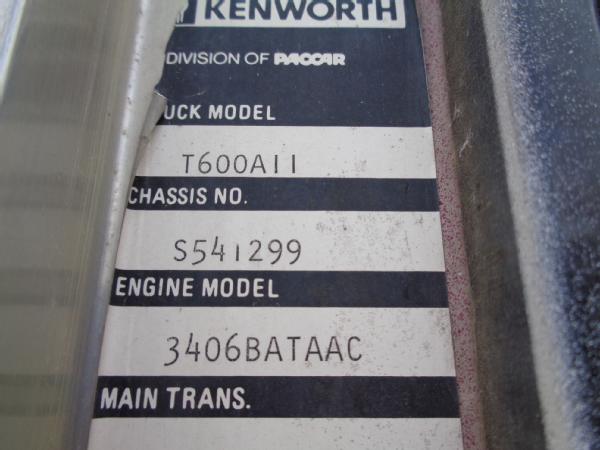 KENWORTH
DIVISION OF PACCAR
UCK MODEL
T600A11
CHASSIS NO.
S541299
ENGINE MODEL
3406BATAAC
MAIN TRANS.